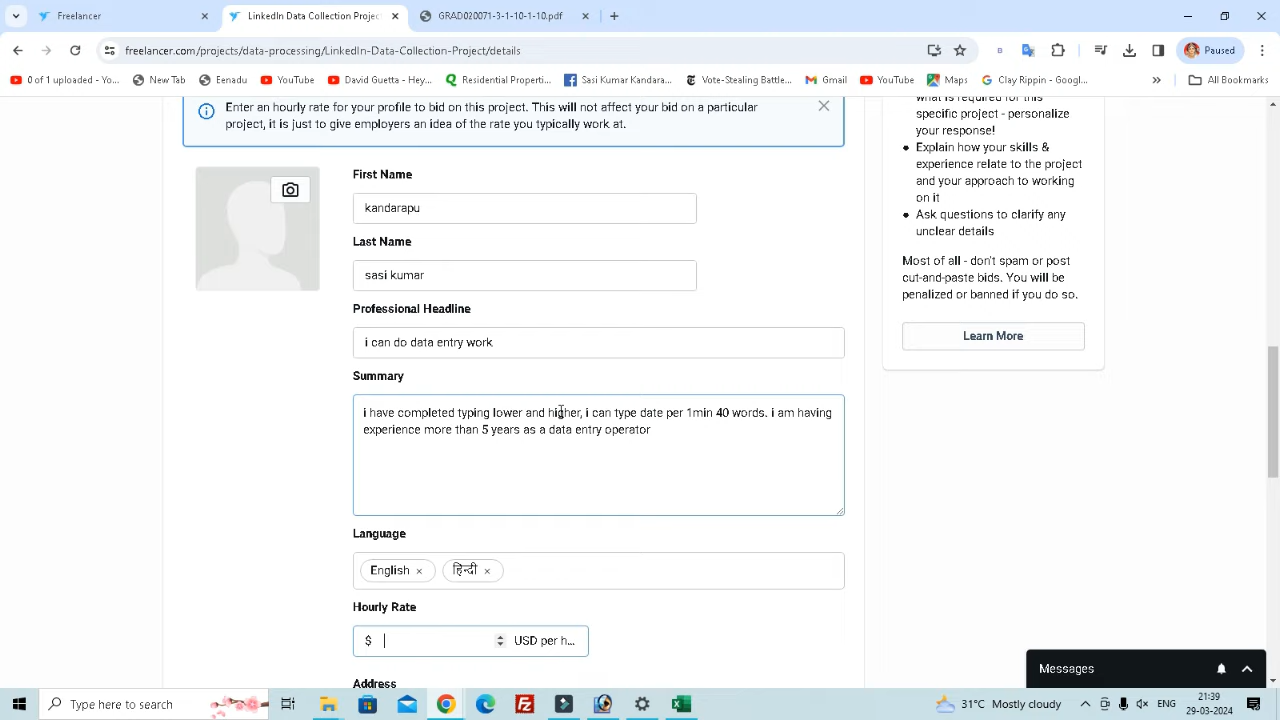 Freelancer
LinkedIn Data Collection Project
GRAD020071-3-1-10-1-10.pdf
freelancer.com/projects/data-processing/LinkedIn-Data-Collection-Project/details
Paused
0 of 1 uploaded - Yo...
New Tab
Eenadu
YouTube
David Guetta - Hey...
Residential Properti...
Sasi Kumar Kandara...
Vote-Stealing Battle...
Gmail
YouTube
Maps
Clay Rippin - Googl...
All Bookmarks
Enter an hourly rate for your profile to bid on this project. This will not affect your bid on a particular
project, it is just to give employers an idea of the rate you typically work at.
First Name
kandarapu
Last Name
sasi kumar
Professional Headline
i can do data entry work
Summary
i have completed typing lower and higher, i can type date per 1min 40 words. i am having
experience more than 5 years as a data entry operator
Language
English ×
हिन्दी ×
Hourly Rate
$
USD per h...
Address
what is required for this
specific project - personalize
your response!
Explain how your skills &
experience relate to the project
and your approach to working
on it
Ask questions to clarify any
unclear details
Most of all - don't spam or post
cut-and-paste bids. You will be
penalized or banned if you do so.
Learn More
Messages
Type here to search
31°C Mostly cloudy
ENG
21:39
29-03-2024